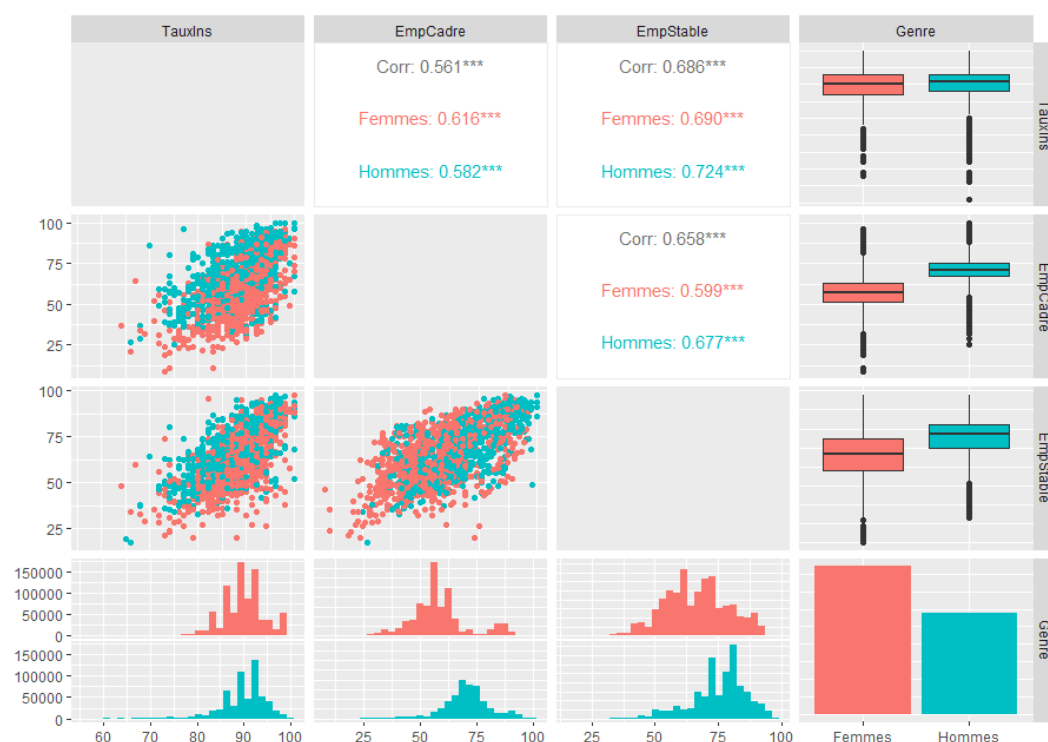 TauxIns EmpCadre EmpStable Genre
Corr: 0.561*** Corr: 0.686***
Femmes: 0.616*** Femmes: 0.690***
Hommes: 0.582*** Hommes: 0.724***
TauxIns
100
75
50
25
Corr: 0.658***
Femmes: 0.599***
Hommes: 0.677***
EmpCadre
100
75
50
25
EmpStable
150000
100000
50000
0
150000
100000
50000
0
Genre
60 70 80 90 100 25 50 75 100 25 50 75 100 Femmes Hommes